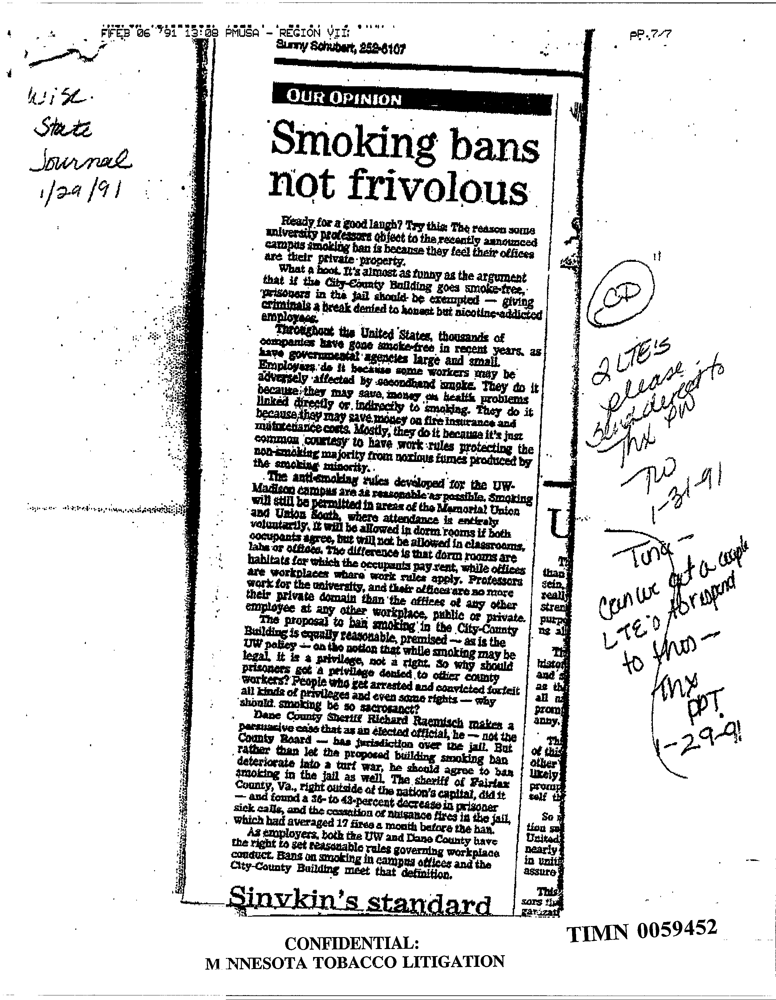 FEB 06 '91 13:08 PMUSA - REGION VII
PP.7/7
Sunny Schubert, 252-6107
Wisc.
State
Journal
1/29/91
OUR OPINION
Smoking bans
not frivolous
Ready for a good laugh? Try this: The reason some
university professors object to the recently announced
campus smoking ban is because they feel their offices
are their private property.
What a hoot. It's almost as funny as the argument
that if the City-County Building goes smoke-free,
prisoners in the jail should be exempted — giving
criminals a break denied to honest but nicotine-addicted
employees.
Throughout the United States, thousands of
companies have gone smoke-free in recent years, as
have governmental agencies large and small.
Employers do it because some workers may be
adversely affected by secondhand smoke. They do it
because they may save money on health problems
linked directly or indirectly to smoking. They do it
because they may save money on fire insurance and
maintenance costs. Mostly, they do it because it's just
common courtesy to have work rules protecting the
non-smoking majority from noxious fumes produced by
the smoking minority.
The anti-smoking rules developed for the UW-
Madison campus are as reasonable as possible. Smoking
will still be permitted in areas of the Memorial Union
and Union South, where attendance is entirely
voluntarily, it will be allowed in dorm rooms if both
occupants agree, but will not be allowed in classrooms,
labs or offices. The difference is that dorm rooms are
habitats for which the occupants pay rent, while offices
are workplaces where work rules apply. Professors
work for the university, and their offices are no more
their private domain than the offices of any other
employee at any other workplace, public or private.
The proposal to ban smoking in the City-County
Building is equally reasonable, premised — as is the
UW policy — on the notion that while smoking may be
legal, it is a privilege, not a right. So why should
prisoners get a privilege denied to other county
workers? People who get arrested and convicted forfeit
all kinds of privileges and even some rights — why
should smoking be so sacrosanct?
Dane County Sheriff Richard Raemisch makes a
persuasive case that as an elected official, he — not the
County Board — has jurisdiction over the jail. But
rather than let the proposed building smoking ban
deteriorate into a turf war, he should agree to ban
smoking in the jail as well. The sheriff of Fairfax
County, Va., right outside of the nation's capital, did it
— and found a 36- to 43-percent decrease in prisoner
sick calls, and the cessation of nuisance fires in the jail,
which had averaged 17 fires a month before the ban.
As employers, both the UW and Dane County have
the right to set reasonable rules governing workplace
conduct. Bans on smoking in campus offices and the
City-County Building meet that definition.
Sinykin's standard
U
than
sein,
reall
stren
purpo
ns al
histor
and s
as th
all n
prom
anny.
of this
other
likely
promp
self th
So
tion
United
nearly
in unit
assure
This
sors
CD
2 LTE'S
please
direct to
Thx PW
1-31-91
Tina -
Can we get a couple
LTE's to respond
to this -
Thx
PPT
1-29-91
TIMN 0059452
CONFIDENTIAL:
M NNESOTA TOBACCO LITIGATION